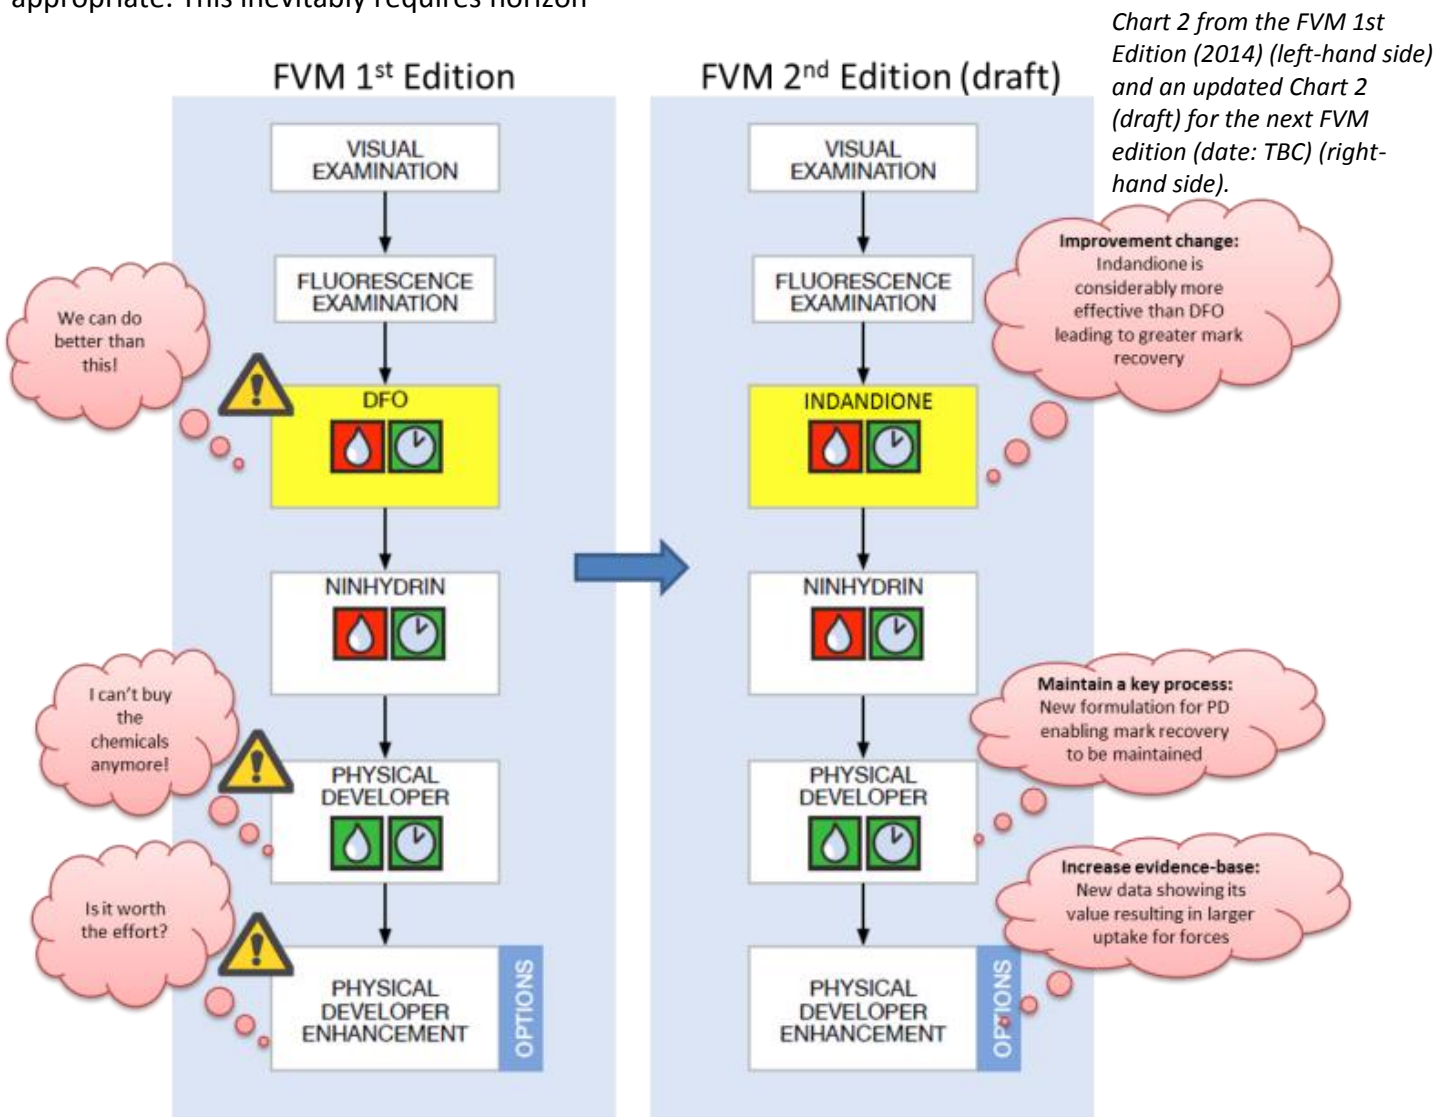 appropriate. This inevitably requires horizon
Chart 2 from the FVM 1st
Edition (2014) (left-hand side)
and an updated Chart 2
(draft) for the next FVM
edition (date: TBC) (right-
hand side).
FVM 1st Edition
VISUAL
EXAMINATION
FLUORESCENCE
EXAMINATION
We can do
better than
this!
DFO
NINHYDRIN
I can't buy
the
chemicals
anymore!
PHYSICAL
DEVELOPER
Is it worth
the effort?
PHYSICAL
DEVELOPER
ENHANCEMENT
OPTIONS
FVM 2nd Edition (draft)
VISUAL
EXAMINATION
FLUORESCENCE
EXAMINATION
Improvement change:
Indandione is
considerably more
effective than DFO
leading to greater mark
recovery
INDANDIONE
NINHYDRIN
Maintain a key process:
New formulation for PD
enabling mark recovery
to be maintained
PHYSICAL
DEVELOPER
Increase evidence-base:
New data showing its
value resulting in larger
uptake for forces
PHYSICAL
DEVELOPER
ENHANCEMENT
OPTIONS